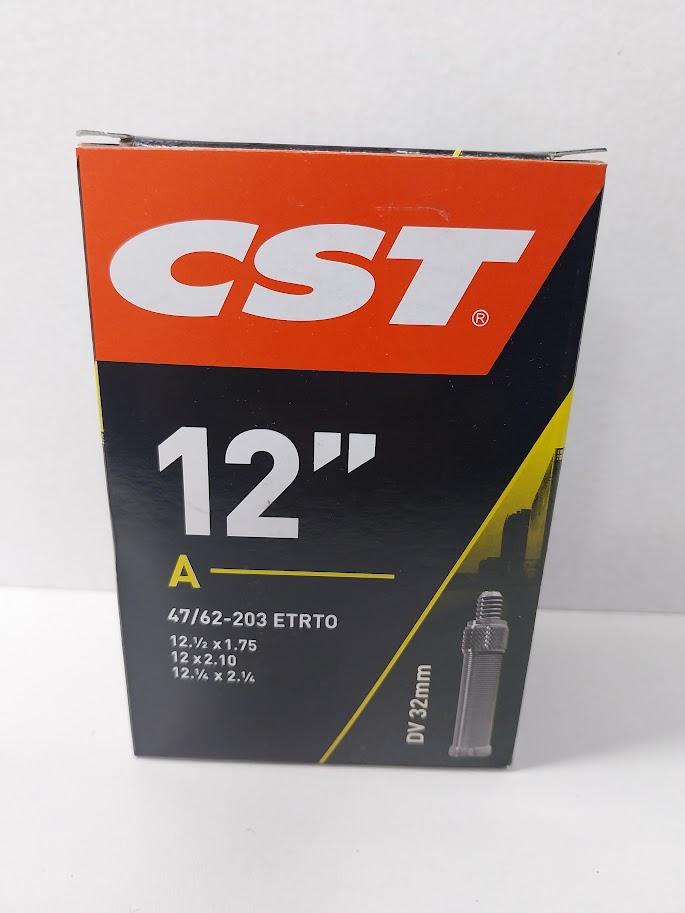 CST®
12"
A
47/62-203 ETRTO
12.½ x 1.75
12 x 2.10
12.¼ x 2.¼
DV 32mm